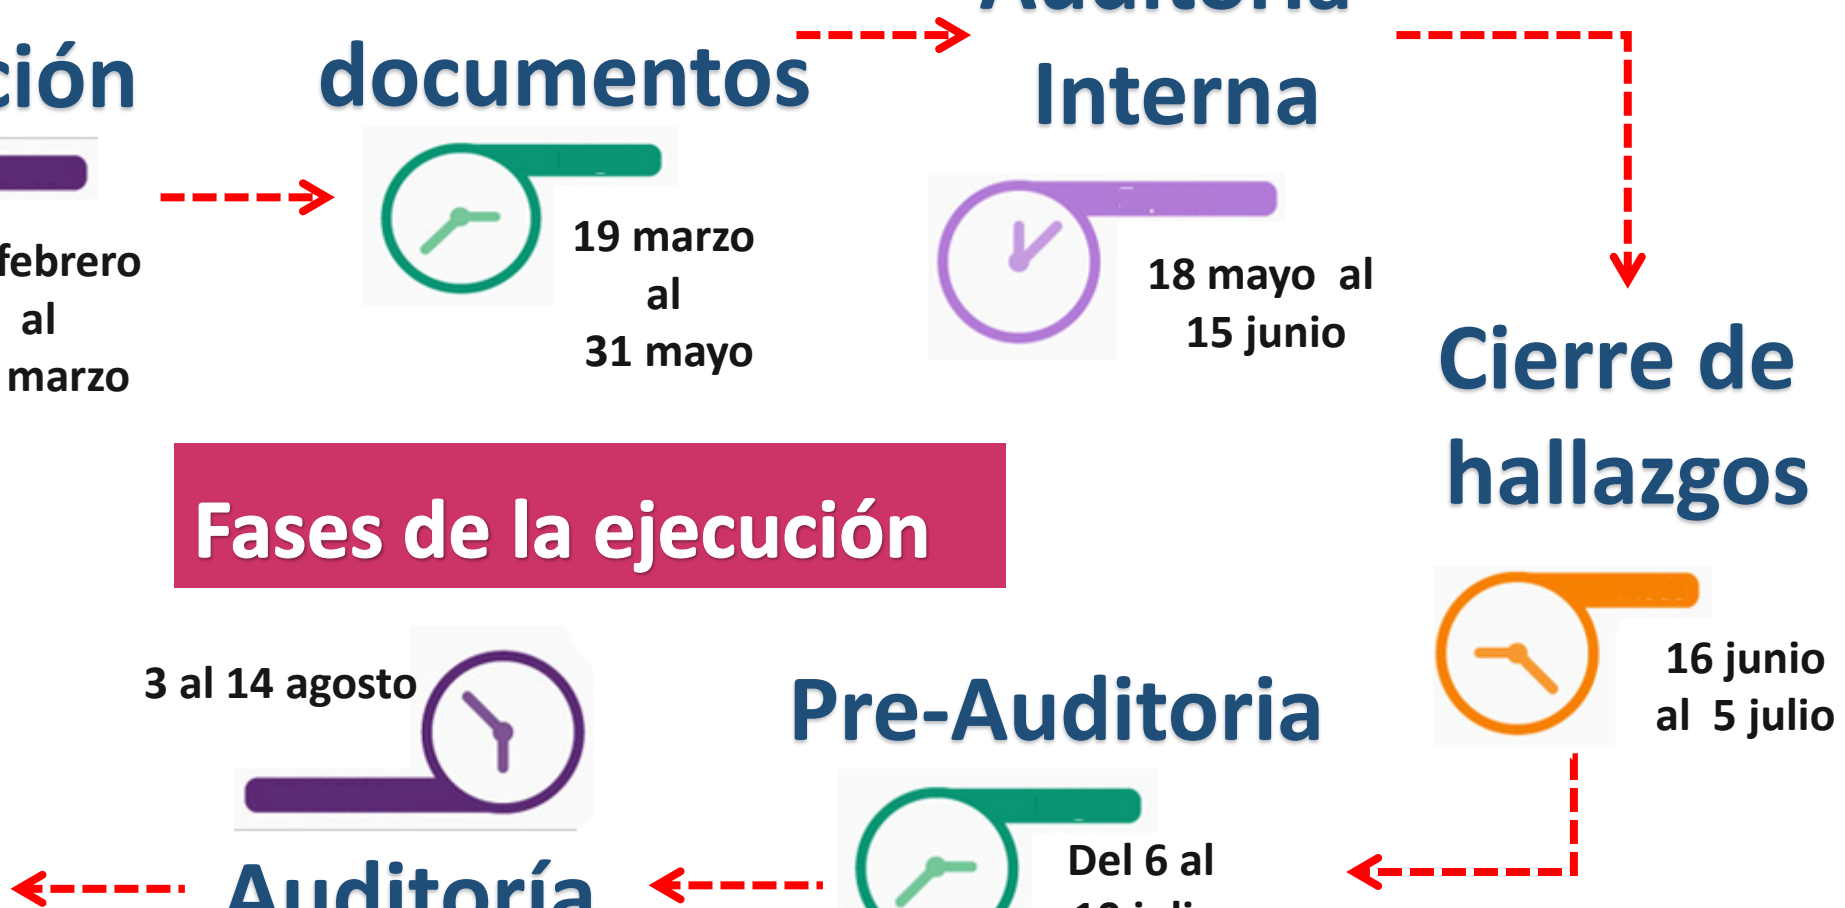 documentos
Interna
febrero
al
marzo
19 marzo
al
31 mayo
18 mayo  al
15 junio
Cierre de
hallazgos
16 junio
al  5 julio
Fases de la ejecución
3 al 14 agosto
Pre-Auditoria
Del 6 al
Auditoría